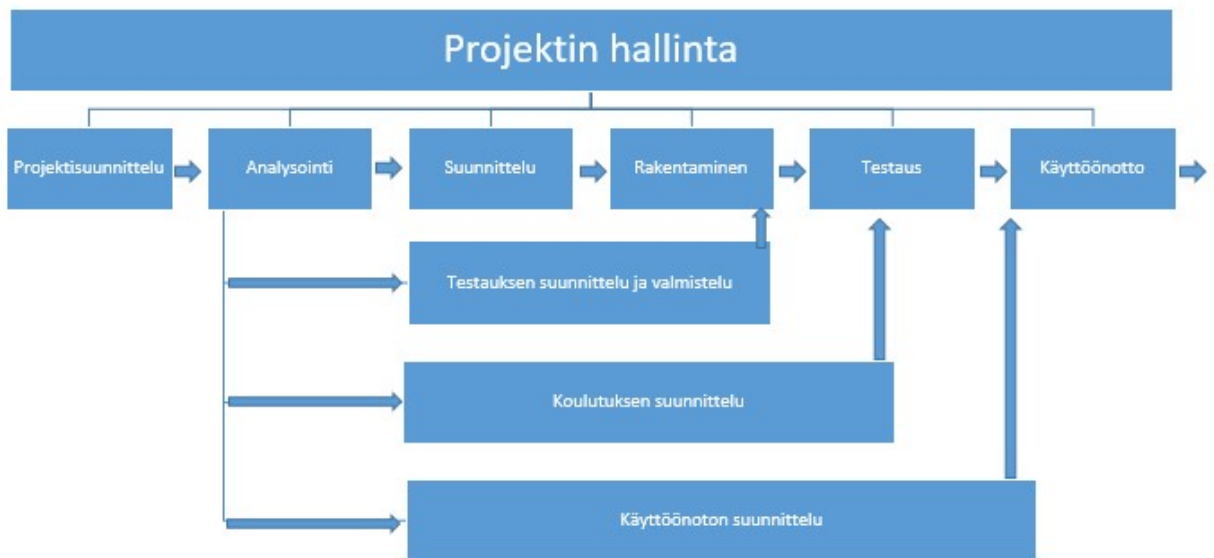 Projektin hallinta
Projektisuunnittelu
Analysointi
Suunnittelu
Rakentaminen
Testaus
Käyttöönotto
Testauksen suunnittelu ja valmistelu
Koulutuksen suunnittelu
Käyttöönoton suunnittelu